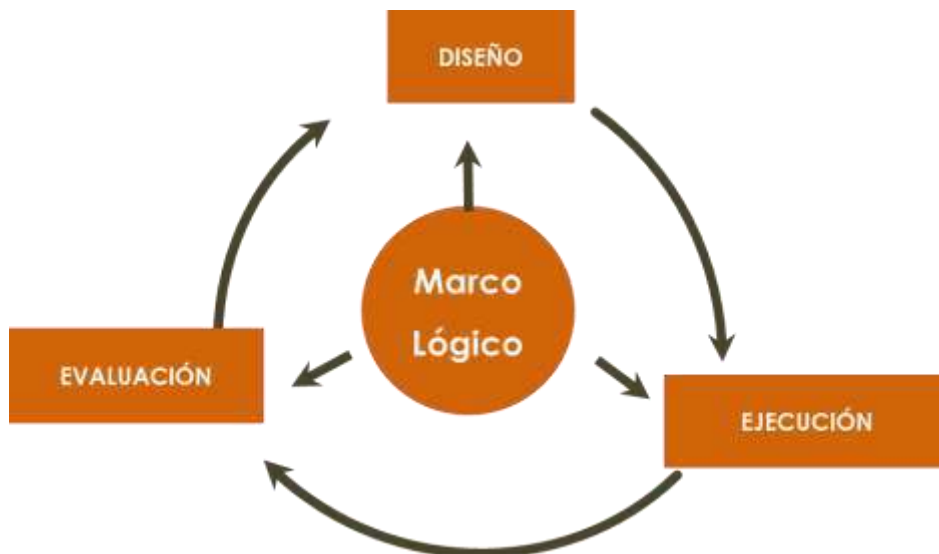 DISEÑO
Marco
Lógico
EVALUACIÓN
EJECUCIÓN